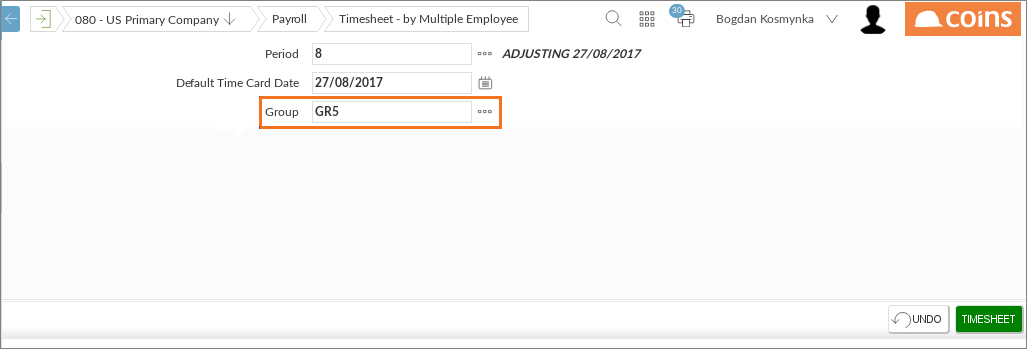 080 - US Primary Company Payroll Timesheet - by Multiple Employee 30 Bogdan Kosmynka coins
Period 8 ADJUSTING 27/08/2017
Default Time Card Date 27/08/2017
Group GR5
UNDO TIMESHEET